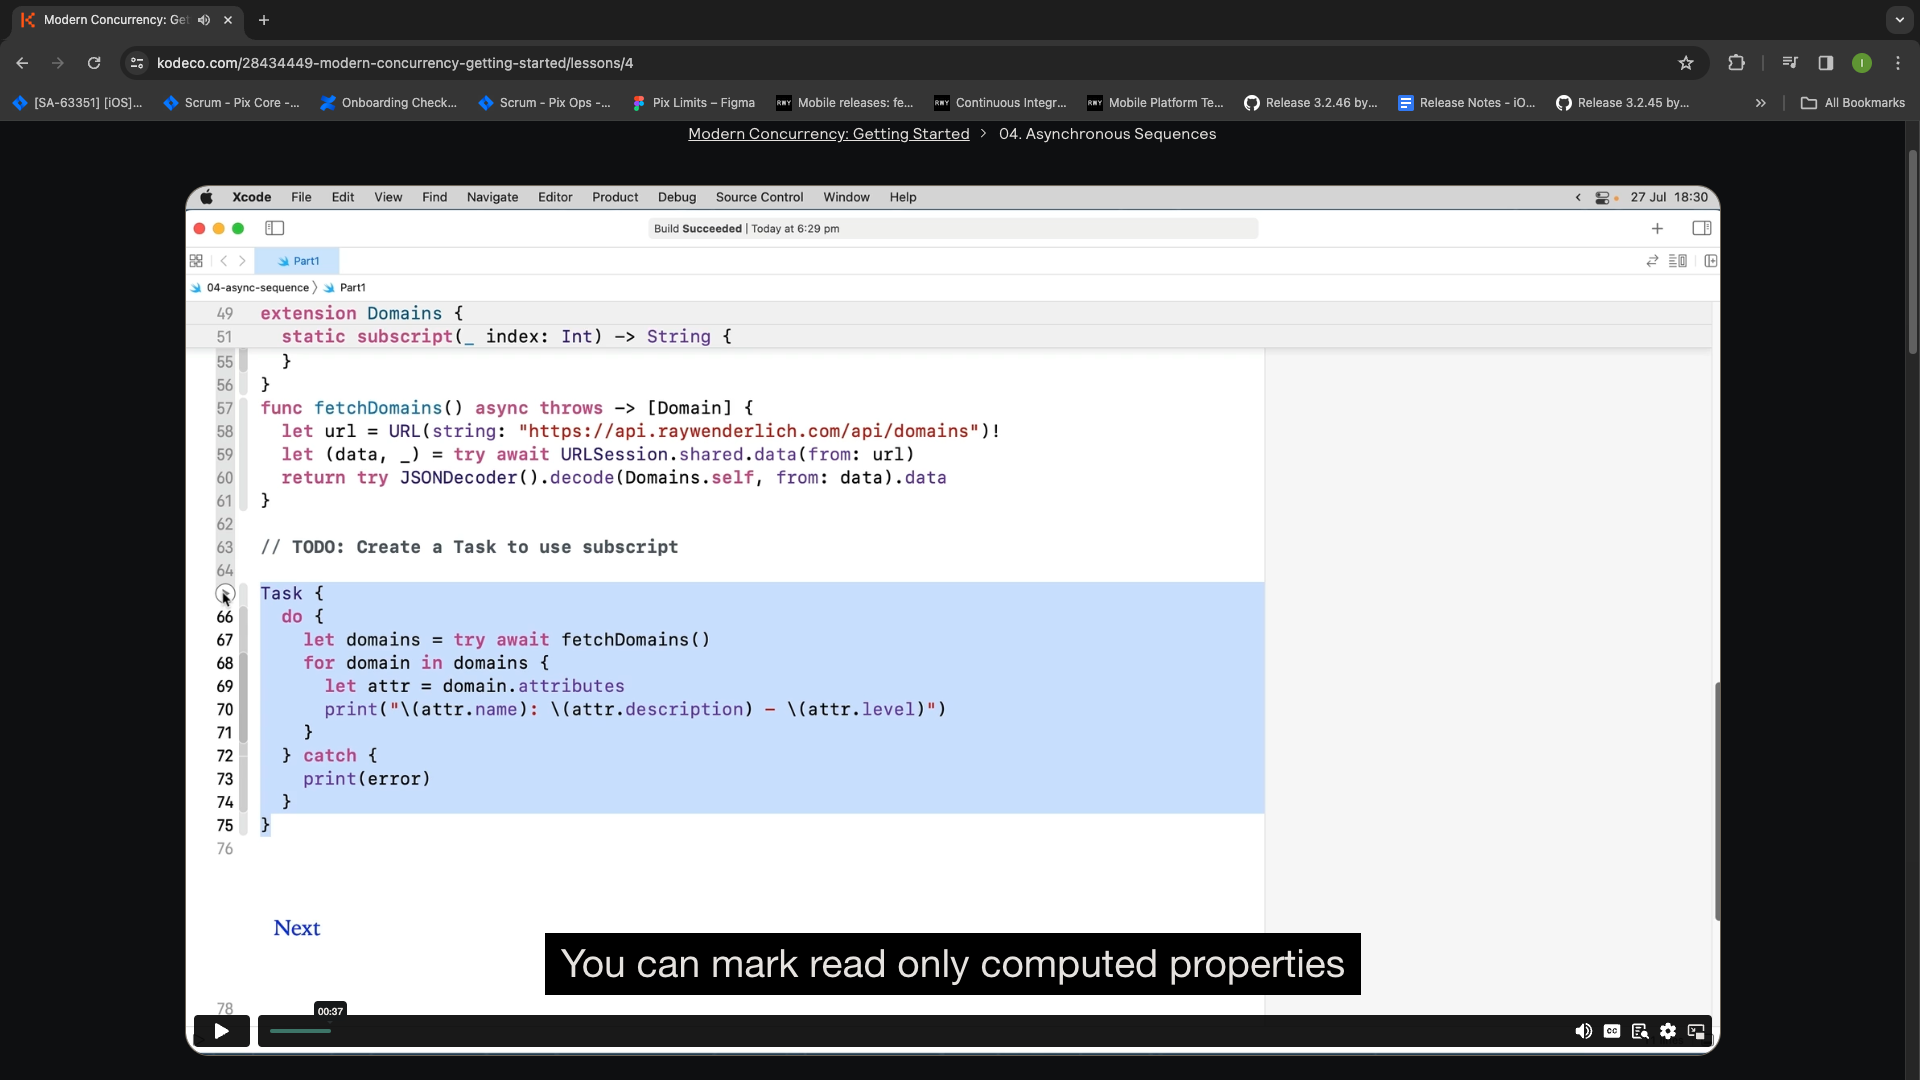 Modern Concurrency: Get
kodeco.com/28434449-modern-concurrency-getting-started/lessons/4
[SA-63351] [iOS]...
Scrum - Pix Core -...
Onboarding Check...
Scrum - Pix Ops -...
Pix Limits – Figma
Mobile releases: fe...
Continuous Integr...
Mobile Platform Te...
Release 3.2.46 by...
Release Notes - iO...
Release 3.2.45 by...
All Bookmarks
Modern Concurrency: Getting Started > 04. Asynchronous Sequences
Xcode File Edit View Find Navigate Editor Product Debug Source Control Window Help
27 Jul 18:30
Build Succeeded | Today at 6:29 pm
Part1
04-async-sequence 〉 Part1
49 extension Domains {
51 static subscript(_ index: Int) -> String {
55 }
56 }
57 func fetchDomains() async throws -> [Domain] {
58 let url = URL(string: "https://api.raywenderlich.com/api/domains")!
59 let (data, _) = try await URLSession.shared.data(from: url)
60 return try JSONDecoder().decode(Domains.self, from: data).data
61 }
62
63 // TODO: Create a Task to use subscript
64
Task {
66 do {
67 let domains = try await fetchDomains()
68 for domain in domains {
69 let attr = domain.attributes
70 print("\(attr.name): \(attr.description) – \(attr.level)")
71 }
72 } catch {
73 print(error)
74 }
75 }
76
Next
You can mark read only computed properties
78
00:37
CC